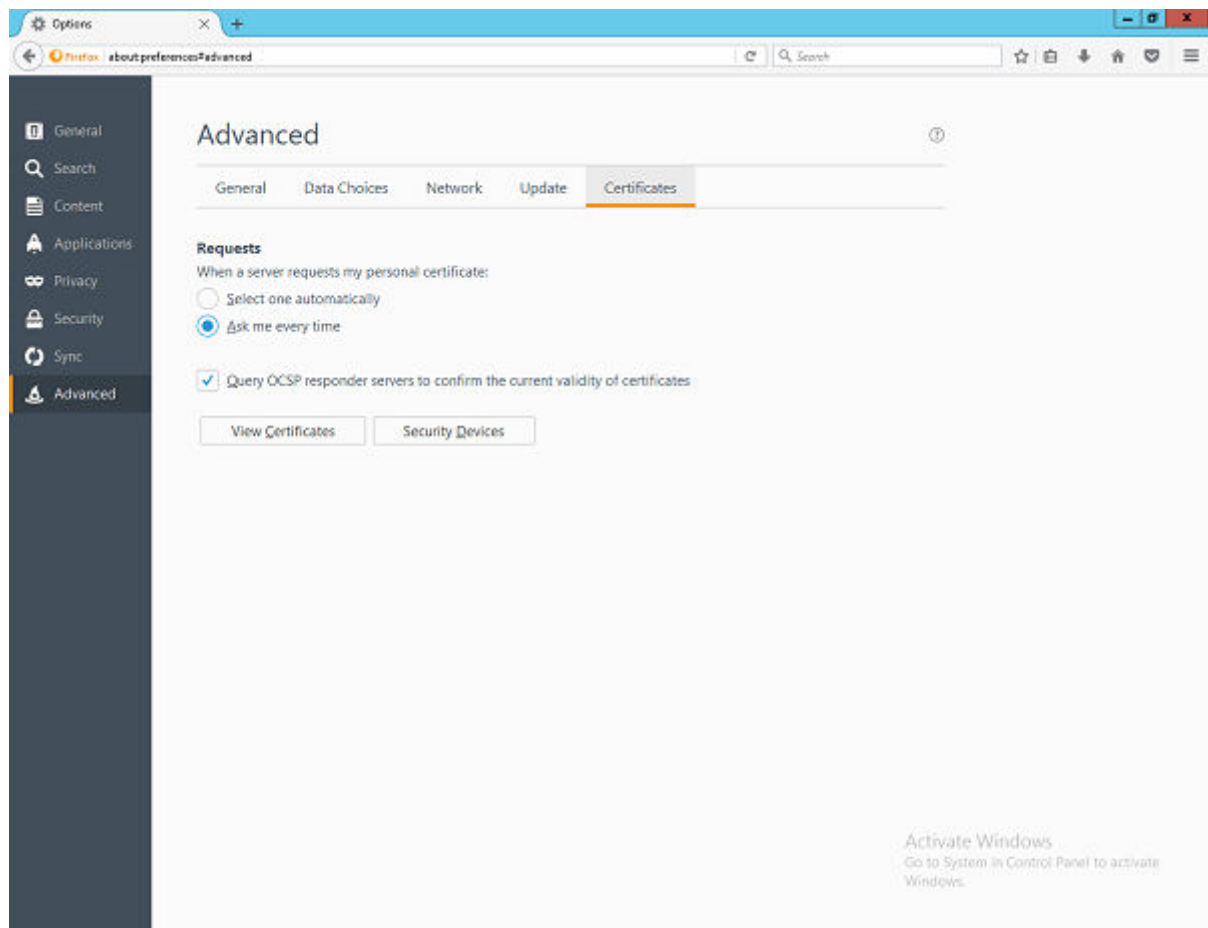 Options
Firefox about:preferences#advanced
Search
General
Search
Content
Applications
Privacy
Security
Sync
Advanced
Advanced
General Data Choices Network Update Certificates
Requests
When a server requests my personal certificate:
Select one automatically
Ask me every time
Query OCSP responder servers to confirm the current validity of certificates
View Certificates Security Devices
Activate Windows
Go to System in Control Panel to activate
Windows.